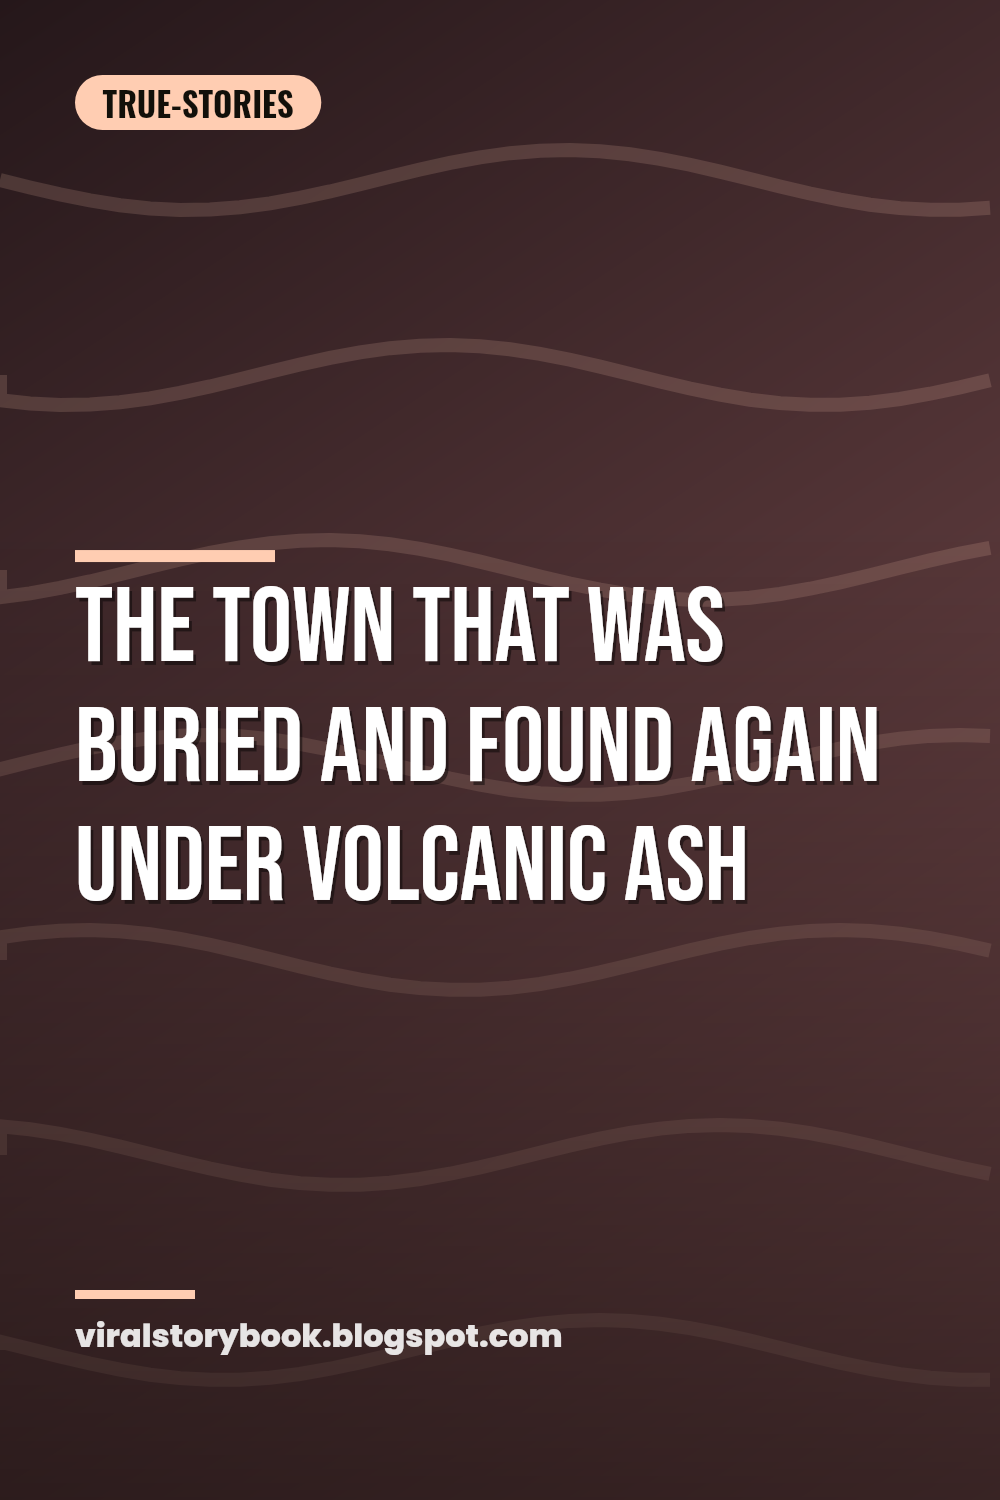 TRUE-STORIES
THE TOWN THAT WAS
BURIED AND FOUND AGAIN
UNDER VOLCANIC ASH
viralstorybook.blogspot.com